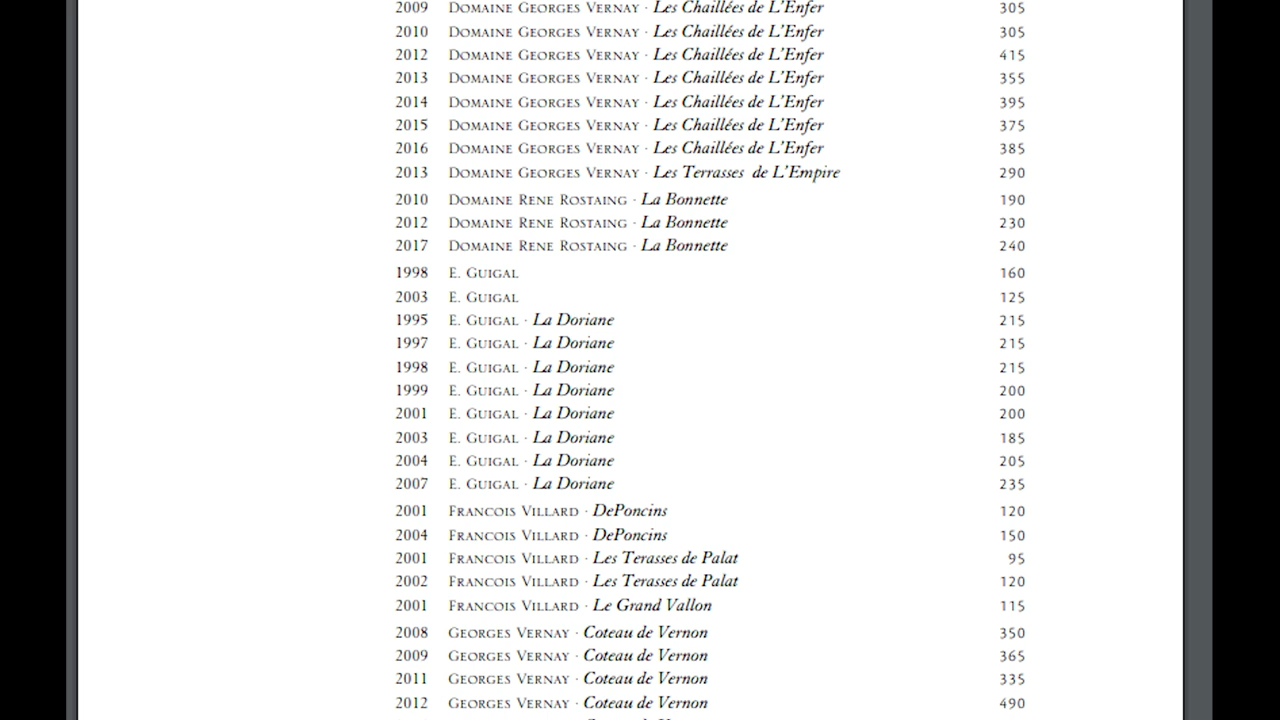 2009 Domaine Georges Vernay · Les Chaillées de L'Enfer 305
2010 Domaine Georges Vernay · Les Chaillées de L'Enfer 305
2012 Domaine Georges Vernay · Les Chaillées de L'Enfer 415
2013 Domaine Georges Vernay · Les Chaillées de L'Enfer 355
2014 Domaine Georges Vernay · Les Chaillées de L'Enfer 395
2015 Domaine Georges Vernay · Les Chaillées de L'Enfer 375
2016 Domaine Georges Vernay · Les Chaillées de L'Enfer 385
2013 Domaine Georges Vernay · Les Terrasses de L'Empire 290
2010 Domaine Rene Rostaing · La Bonnette 190
2012 Domaine Rene Rostaing · La Bonnette 230
2017 Domaine Rene Rostaing · La Bonnette 240
1998 E. Guigal 160
2003 E. Guigal 125
1995 E. Guigal · La Doriane 215
1997 E. Guigal · La Doriane 215
1998 E. Guigal · La Doriane 215
1999 E. Guigal · La Doriane 200
2001 E. Guigal · La Doriane 200
2003 E. Guigal · La Doriane 185
2004 E. Guigal · La Doriane 205
2007 E. Guigal · La Doriane 235
2001 Francois Villard · DePoncins 120
2004 Francois Villard · DePoncins 150
2001 Francois Villard · Les Terasses de Palat 95
2002 Francois Villard · Les Terasses de Palat 120
2001 Francois Villard · Le Grand Vallon 115
2008 Georges Vernay · Coteau de Vernon 350
2009 Georges Vernay · Coteau de Vernon 365
2011 Georges Vernay · Coteau de Vernon 335
2012 Georges Vernay · Coteau de Vernon 490